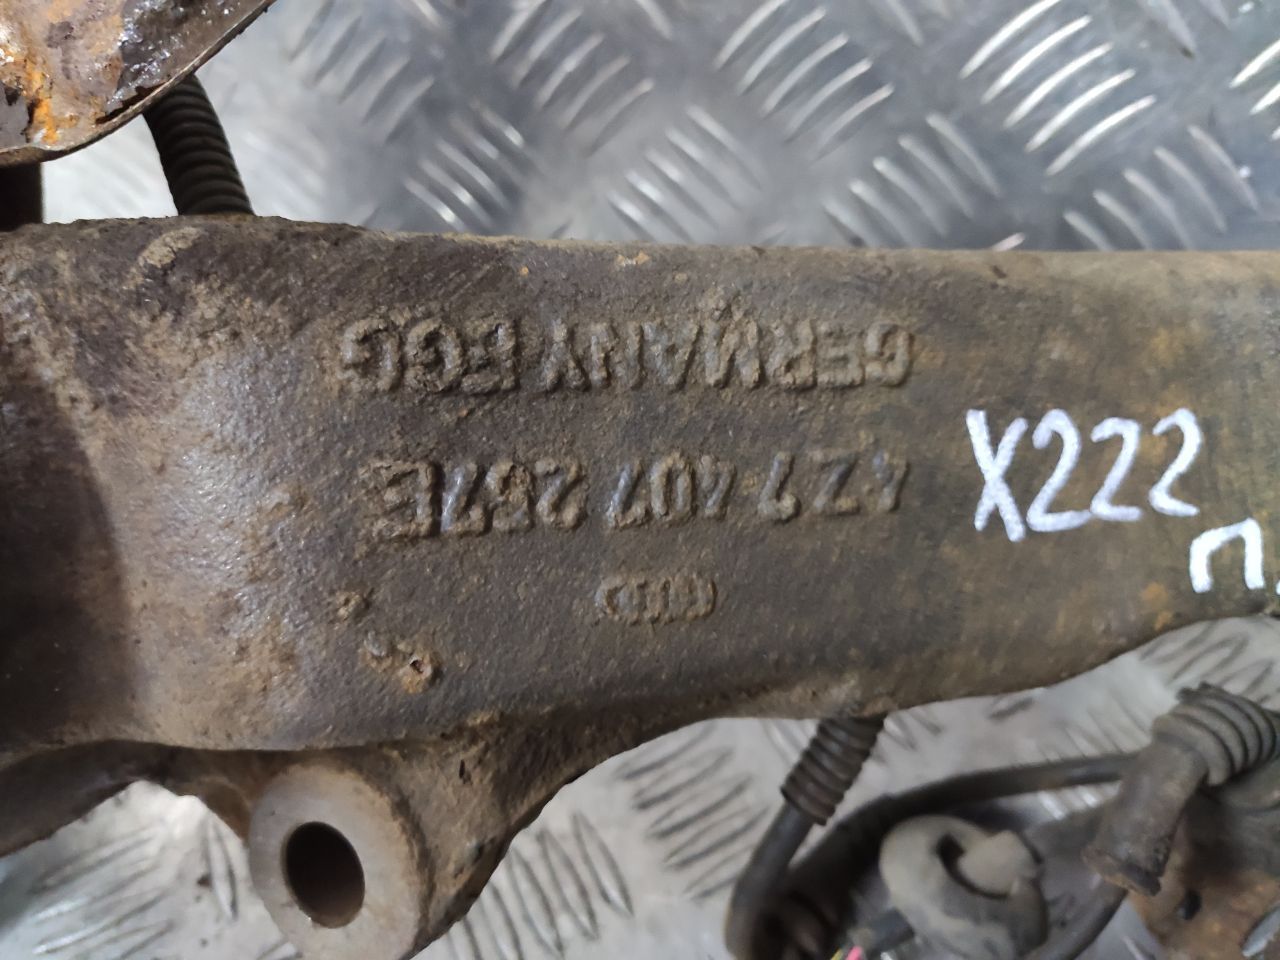 4Z7 407 257E
GERMANY
X222
П.